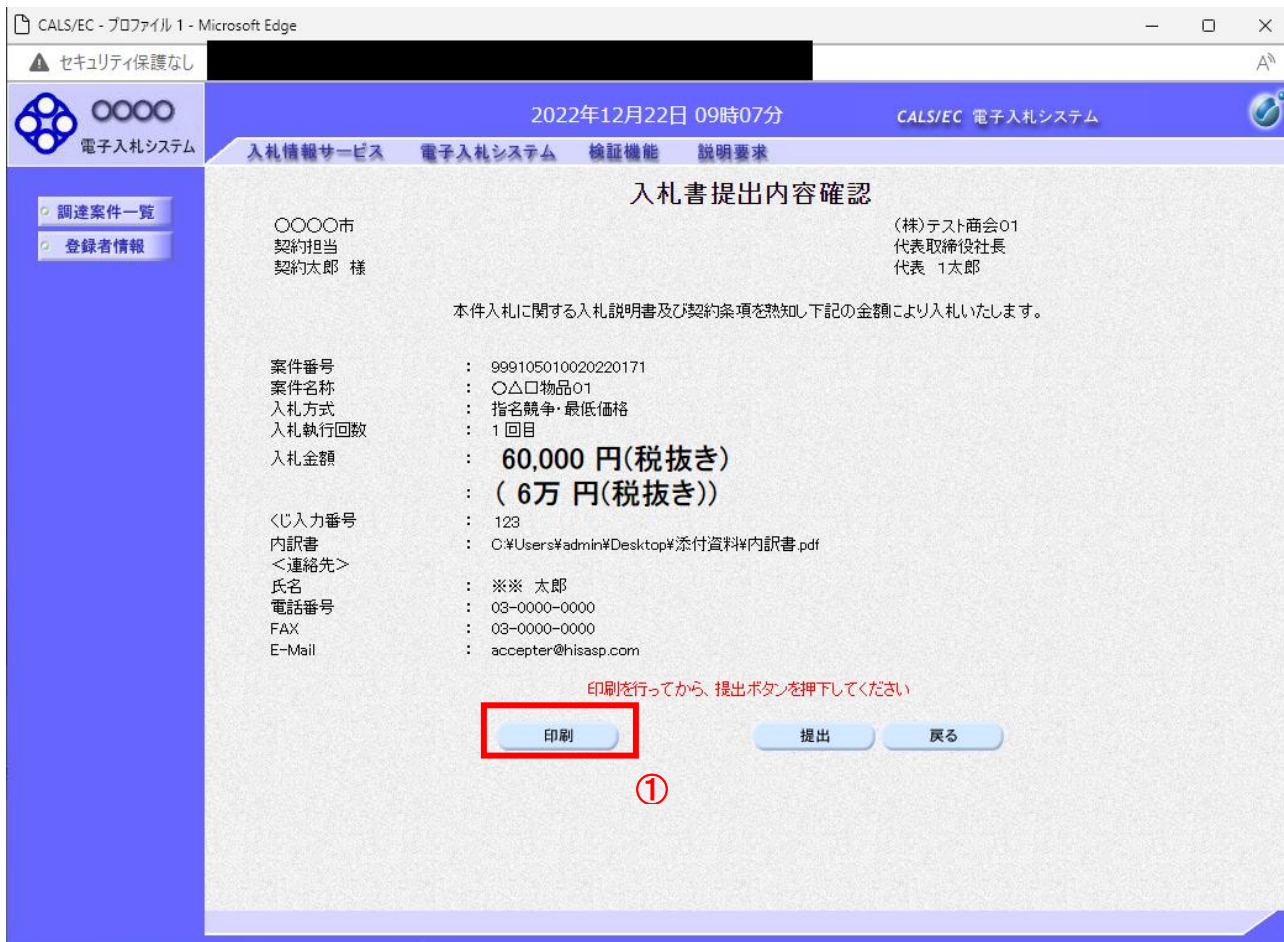 CALS/EC - プロファイル 1 - Microsoft Edge
セキュリティ保護なし
OOOO
電子入札システム
2022年12月22日 09時07分
CALS/EC 電子入札システム
入札情報サービス 電子入札システム 検証機能 説明要求
調達案件一覧
登録者情報
入札書提出内容確認
〇〇〇〇市
契約担当
契約太郎 様
(株)テスト商会01
代表取締役社長
代表 1太郎
本件入札に関する入札説明書及び契約条項を熟知し下記の金額により入札いたします。
案件番号 : 999105010020220171
案件名称 : 〇△口物品01
入札方式 : 指名競争・最低価格
入札執行回数 : 1回目
入札金額 : 60,000 円(税抜き)
: ( 6万 円(税抜き))
くじ入力番号 : 123
内訳書 : C:¥Users¥admin¥Desktop¥添付資料¥内訳書.pdf
<連絡先>
氏名 : ※※ 太郎
電話番号 : 03-0000-0000
FAX : 03-0000-0000
E-Mail : accepter@hisasp.com
印刷を行ってから、提出ボタンを押下してください
印刷 提出 戻る
①